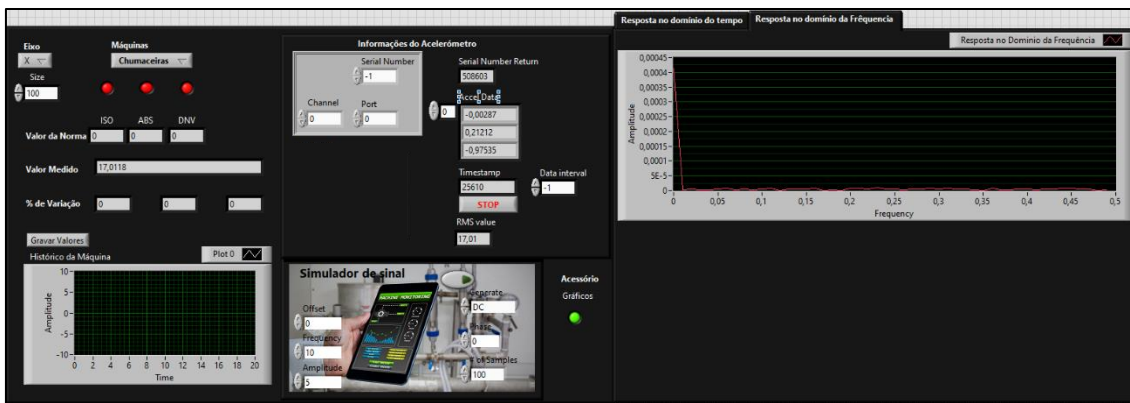 Resposta no domínio do tempo
Resposta no domínio da Frêquencia
Eixo
X
Máquinas
Chumaceiras
Size
100
ISO
ABS
DNV
Valor da Norma
0
0
0
Valor Medido
17,0118
% de Variação
0
0
0
Gravar Valores
Histórico da Máquina
Plot 0
Amplitude
10
5
0
-5
-10
0 2 4 6 8 10 12 14 16 18 20
Time
Informações do Acelerómetro
Serial Number
-1
Channel
0
Port
0
Serial Number Return
508603
Accel Data
0
-0,00287
0,21212
-0,97535
Timestamp
25610
Data interval
-1
STOP
RMS value
17,01
Simulador de sinal
MACHINE MONITORING
Offset
0
Frequency
10
Amplitude
5
Generate
DC
Phase
0
# of Samples
100
Acessório
Gráficos
Resposta no Dominio da Frequência
Amplitude
0,00045
0,0004
0,00035
0,0003
0,00025
0,0002
0,00015
0,0001
5E-5
0
0 0,05 0,1 0,15 0,2 0,25 0,3 0,35 0,4 0,45 0,5
Frequency